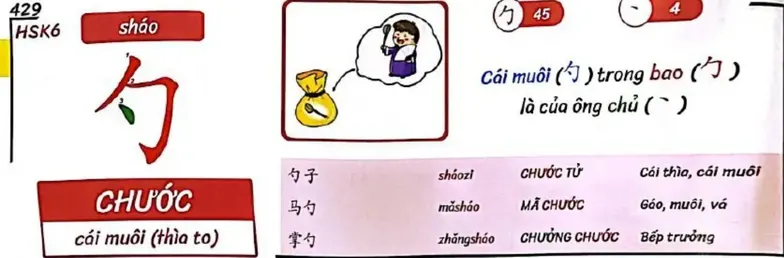 429
HSK6
sháo
勺
CHƯỚC
cái muôi (thìa to)
勹 45
丶 4
Cái muôi (勺) trong bao (勹)
là của ông chủ (丶)
勺子 sháozi CHƯỚC TỬ Cái thìa, cái muôi
马勺 mǎsháo MÃ CHƯỚC Gáo, muôi, vá
掌勺 zhǎngsháo CHƯỞNG CHƯỚC Bếp trưởng